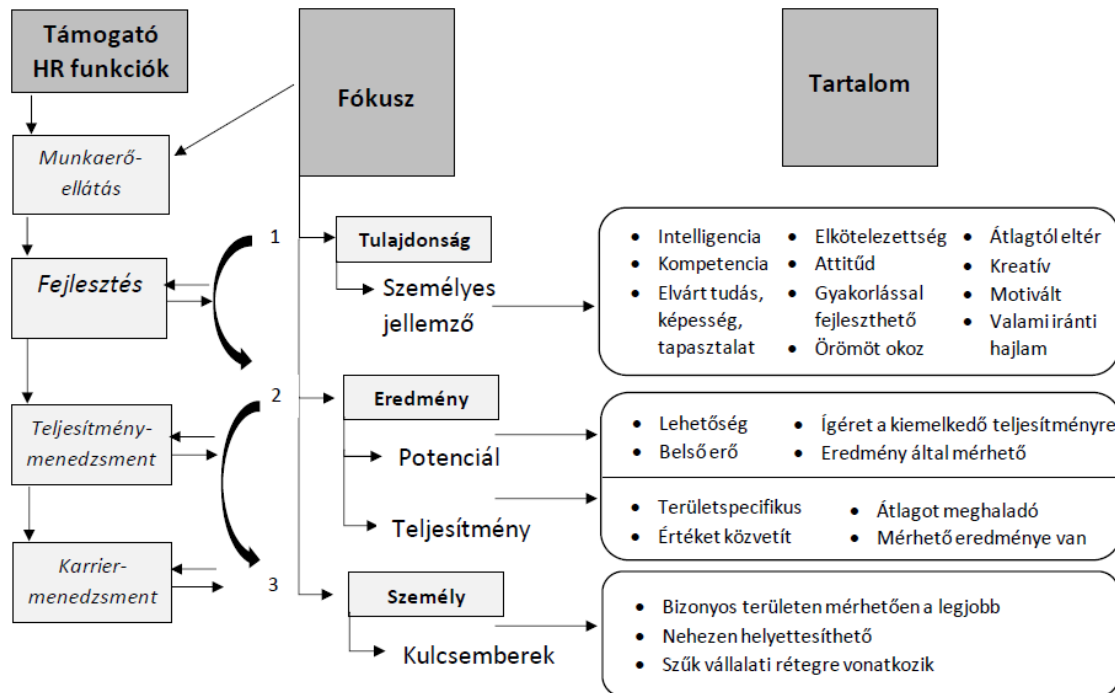 Támogató
HR funkciók
Munkaerő-
ellátás
Fejlesztés
Teljesítmény-
menedzsment
Karrier-
menedzsment
Fókusz
1
Tulajdonság
Személyes
jellemző
2
Eredmény
Potenciál
Teljesítmény
3
Személy
Kulcsemberek
Tartalom
• Intelligencia
• Kompetencia
• Elvárt tudás,
képesség,
tapasztalat
• Elkötelezettség
• Attitűd
• Gyakorlással
fejleszthető
• Örömöt okoz
• Átlagtól eltér
• Kreatív
• Motivált
• Valami iránti
hajlam
• Lehetőség
• Belső erő
• Ígéret a kiemelkedő teljesítményre
• Eredmény által mérhető
• Területspecifikus
• Értéket közvetít
• Átlagot meghaladó
• Mérhető eredménye van
• Bizonyos területen mérhetően a legjobb
• Nehezen helyettesíthető
• Szűk vállalati rétegre vonatkozik